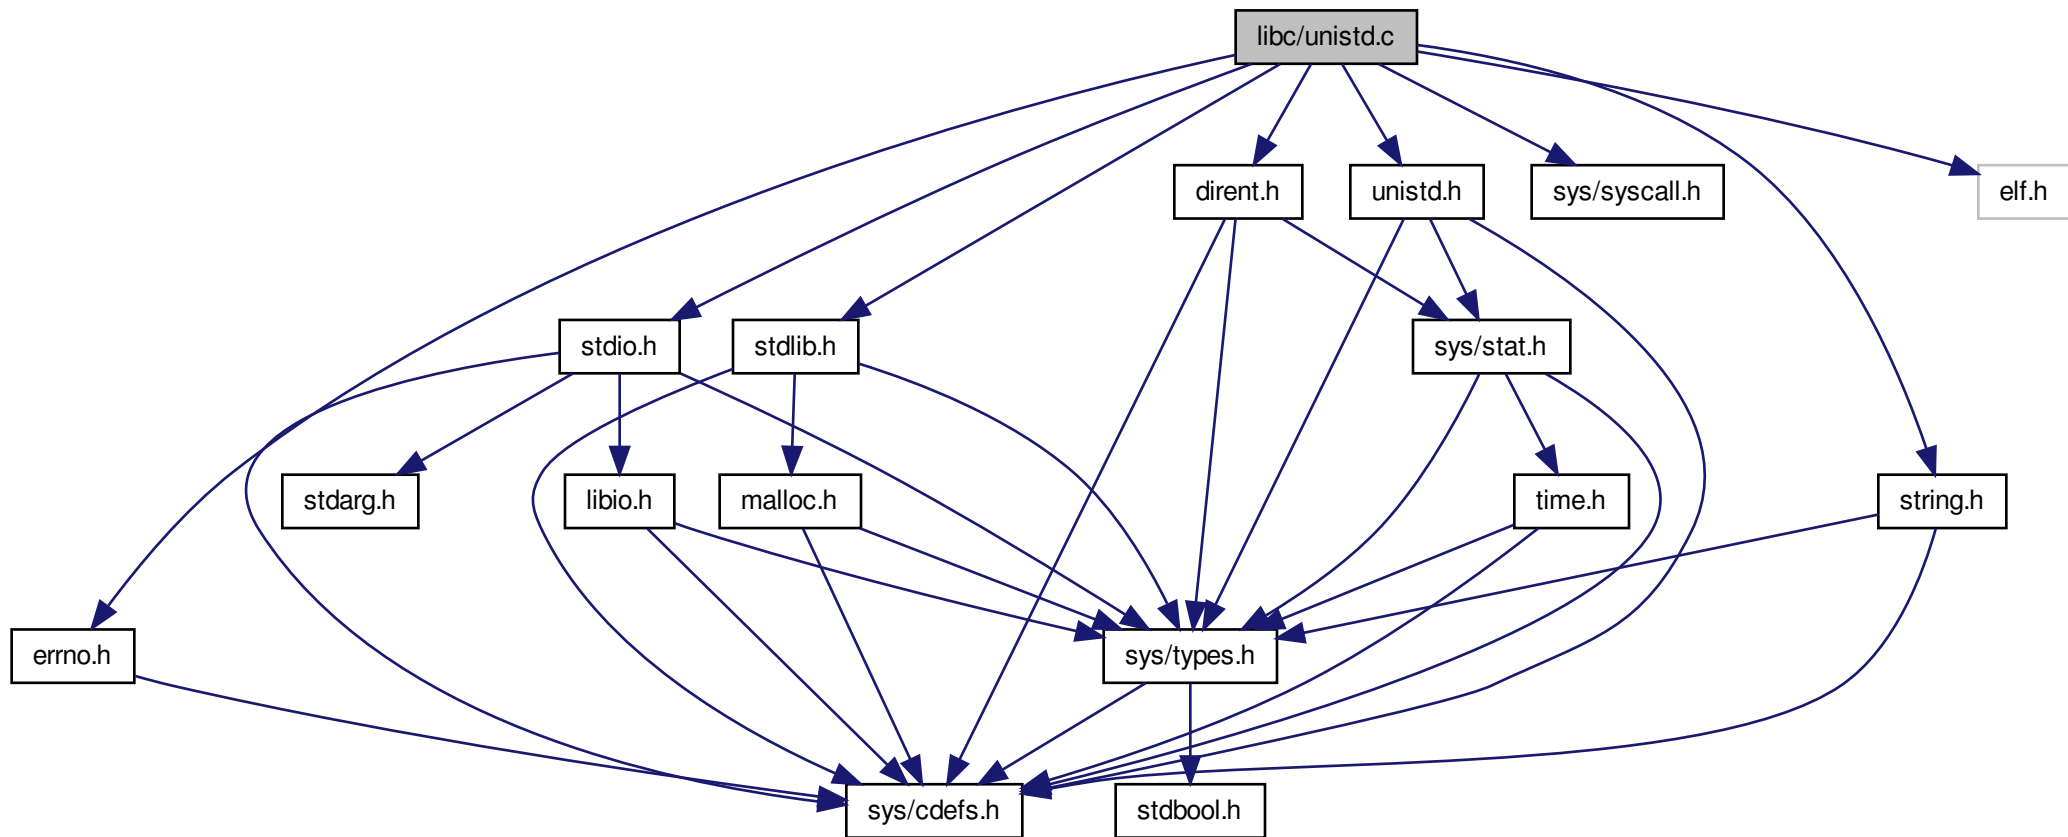 libc/unistd.c
dirent.h
unistd.h
sys/syscall.h
elf.h
stdio.h
stdlib.h
sys/stat.h
stdarg.h
libio.h
malloc.h
time.h
string.h
errno.h
sys/types.h
sys/cdefs.h
stdbool.h